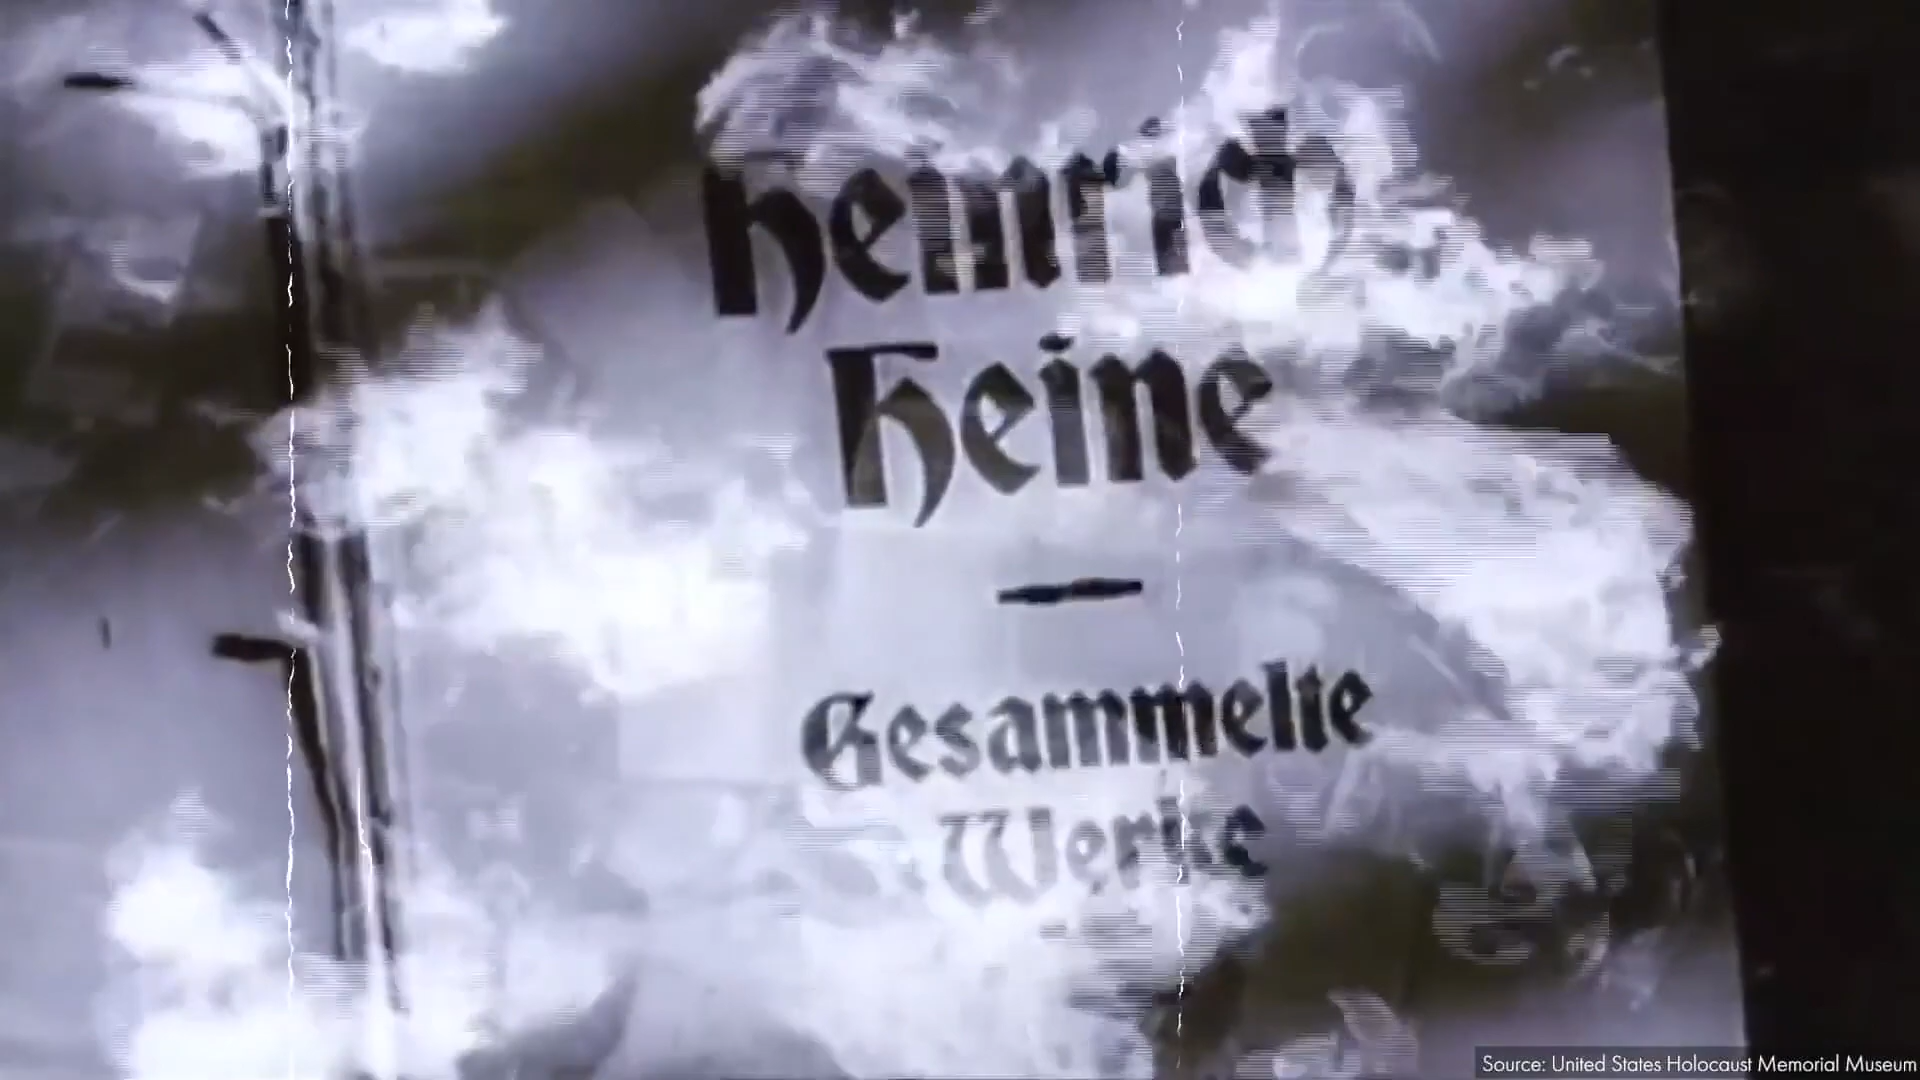 Heinrich
Heine
—
Gesammelte
Werke
Source: United States Holocaust Memorial Museum